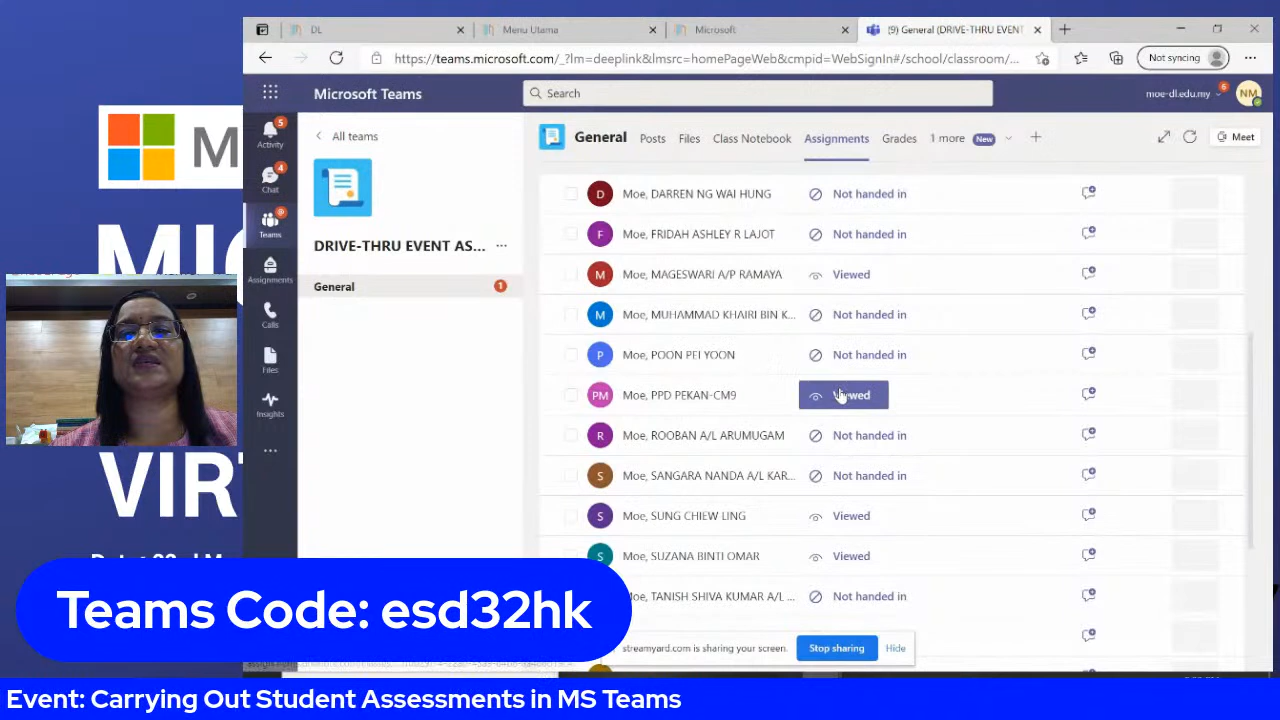 DL
Menu Utama
Microsoft
(9) General (DRIVE-THRU EVENT
https://teams.microsoft.com/_?lm=deeplink&lmsrc=homePageWeb&cmpid=WebSignIn#/school/classroom/...
Not syncing
Microsoft Teams
Search
moe-dl.edu.my
6
NM
5
Activity
4
Chat
Teams
Assignments
Calls
Files
Insights
All teams
DRIVE-THRU EVENT AS...
General
1
General
Posts
Files
Class Notebook
Assignments
Grades
1 more
New
Meet
D Moe, DARREN NG WAI HUNG Not handed in
F Moe, FRIDAH ASHLEY R LAJOT Not handed in
M Moe, MAGESWARI A/P RAMAYA Viewed
M Moe, MUHAMMAD KHAIRI BIN K... Not handed in
P Moe, POON PEI YOON Not handed in
PM Moe, PPD PEKAN-CM9
R Moe, ROOBAN A/L ARUMUGAM Not handed in
S Moe, SANGARA NANDA A/L KAR... Not handed in
S Moe, SUNG CHIEW LING Viewed
S Moe, SUZANA BINTI OMAR Viewed
Moe, TANISH SHIVA KUMAR A/L ... Not handed in
streamyard.com is sharing your screen.
Stop sharing
Hide
Teams Code: esd32hk
Event: Carrying Out Student Assessments in MS Teams